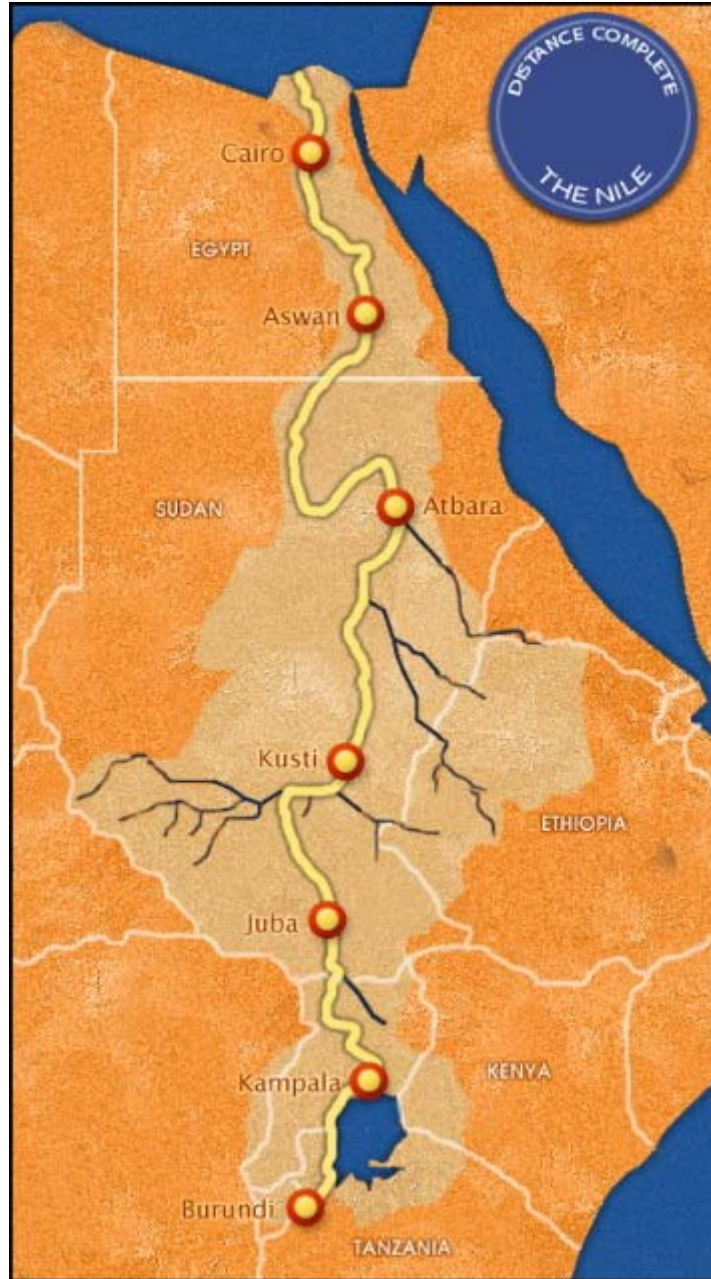 DISTANCE COMPLETE
THE NILE
Cairo
EGYPT
Aswan
SUDAN
Atbara
Kusti
ETHIOPIA
Juba
Kampala
KENYA
Burundi
TANZANIA